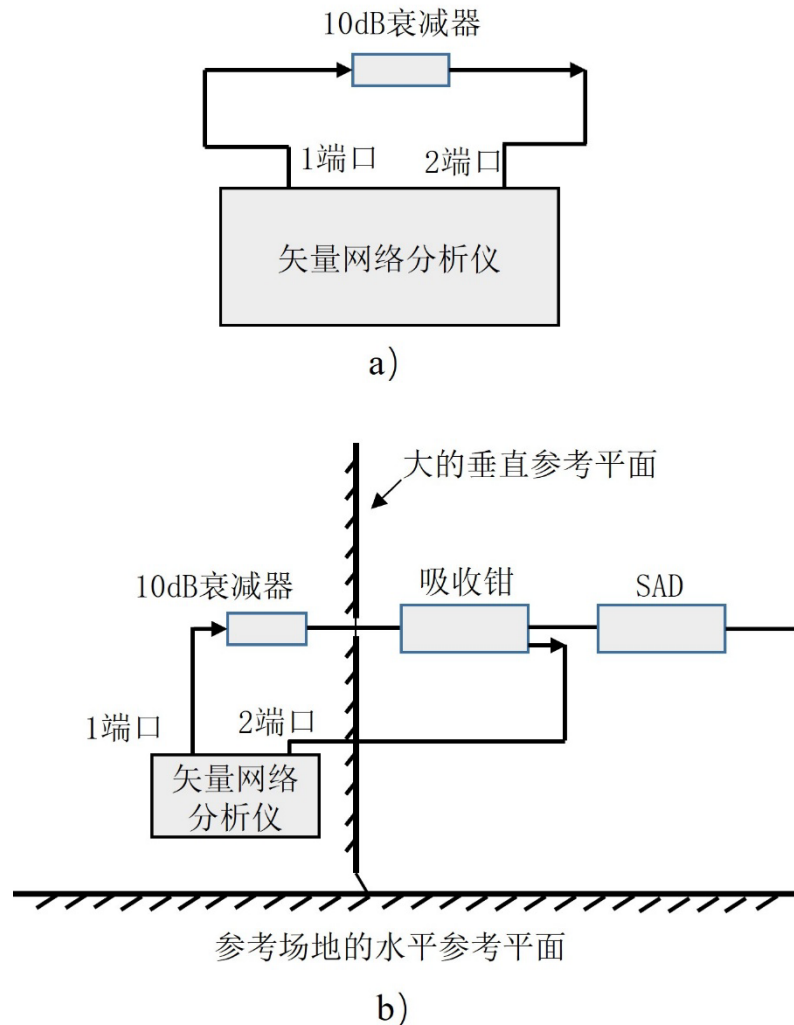 10dB衰减器
1端口
2端口
矢量网络分析仪
a）
大的垂直参考平面
10dB衰减器
吸收钳
SAD
1端口
2端口
矢量网络
分析仪
参考场地的水平参考平面
b）